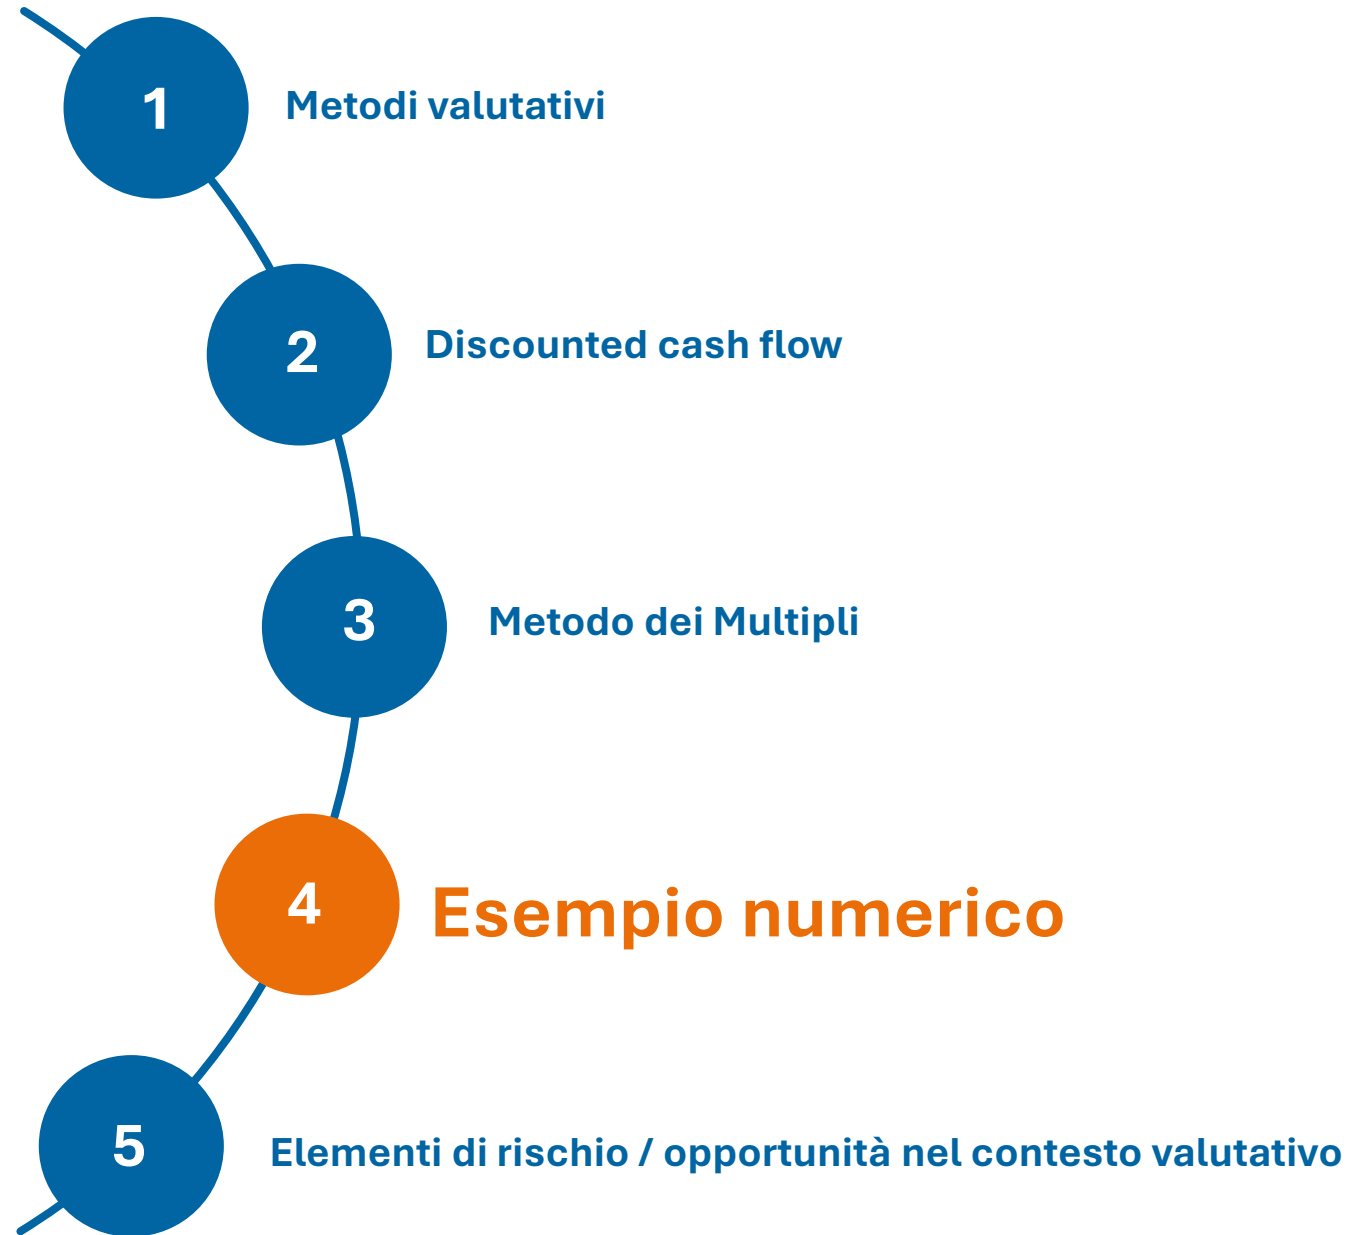 1
Metodi valutativi
2
Discounted cash flow
3
Metodo dei Multipli
4
Esempio numerico
5
Elementi di rischio / opportunità nel contesto valutativo